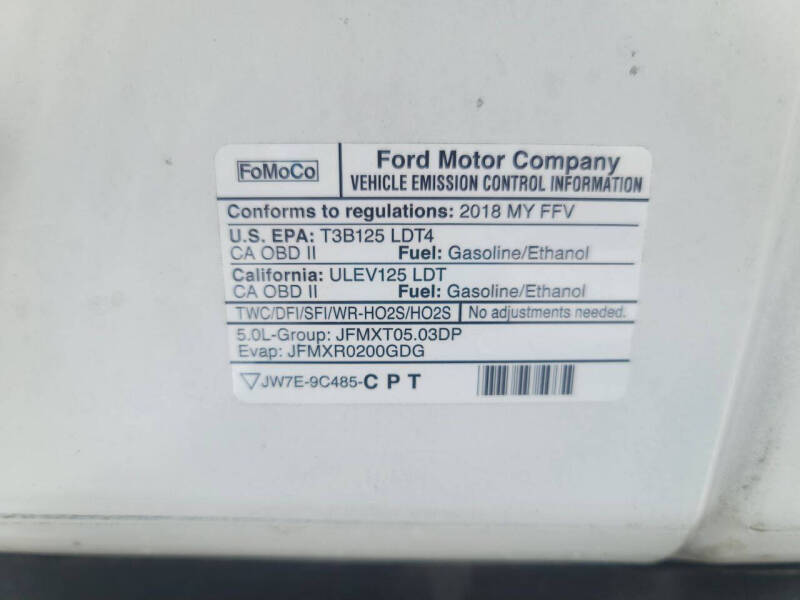 FoMoCo
Ford Motor Company
VEHICLE EMISSION CONTROL INFORMATION
Conforms to regulations: 2018 MY FFV
U.S. EPA: T3B125 LDT4
CA OBD II Fuel: Gasoline/Ethanol
California: ULEV125 LDT
CA OBD II Fuel: Gasoline/Ethanol
TWC/DFI/SFI/WR-HO2S/HO2S No adjustments needed.
5.0L-Group: JFMXT05.03DP
Evap: JFMXR0200GDG
JW7E-9C485-C P T